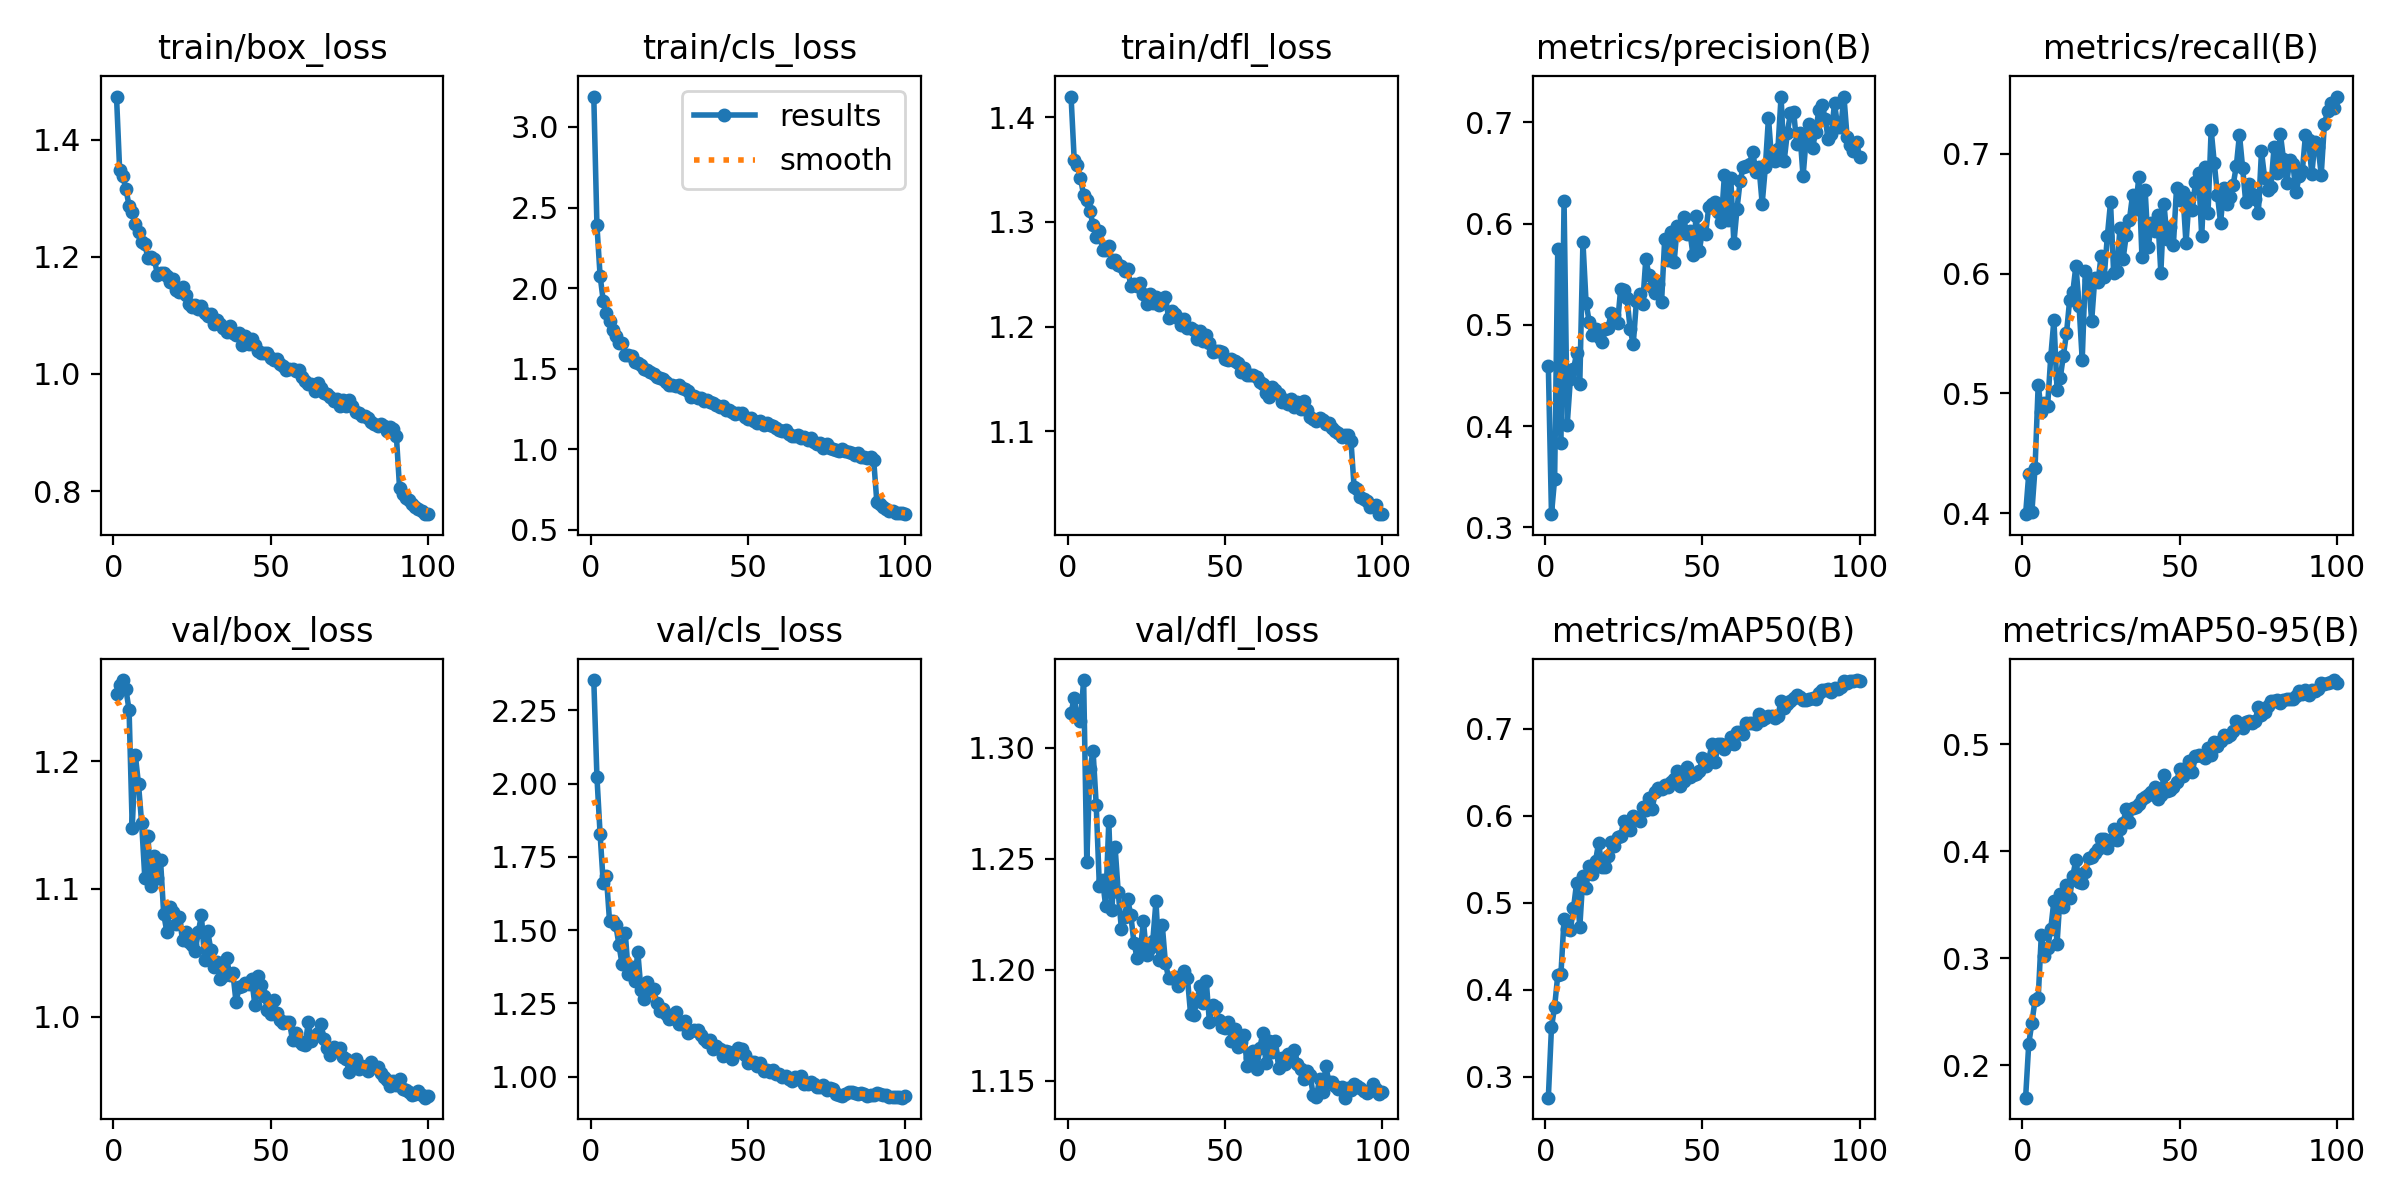 train/box_loss
1.4
1.2
1.0
0.8
0 50 100
train/cls_loss
results
smooth
3.0
2.5
2.0
1.5
1.0
0.5
0 50 100
train/dfl_loss
1.4
1.3
1.2
1.1
0 50 100
metrics/precision(B)
0.7
0.6
0.5
0.4
0.3
0 50 100
metrics/recall(B)
0.7
0.6
0.5
0.4
0 50 100
val/box_loss
1.2
1.1
1.0
0 50 100
val/cls_loss
2.25
2.00
1.75
1.50
1.25
1.00
0 50 100
val/dfl_loss
1.30
1.25
1.20
1.15
0 50 100
metrics/mAP50(B)
0.7
0.6
0.5
0.4
0.3
0 50 100
metrics/mAP50-95(B)
0.5
0.4
0.3
0.2
0 50 100